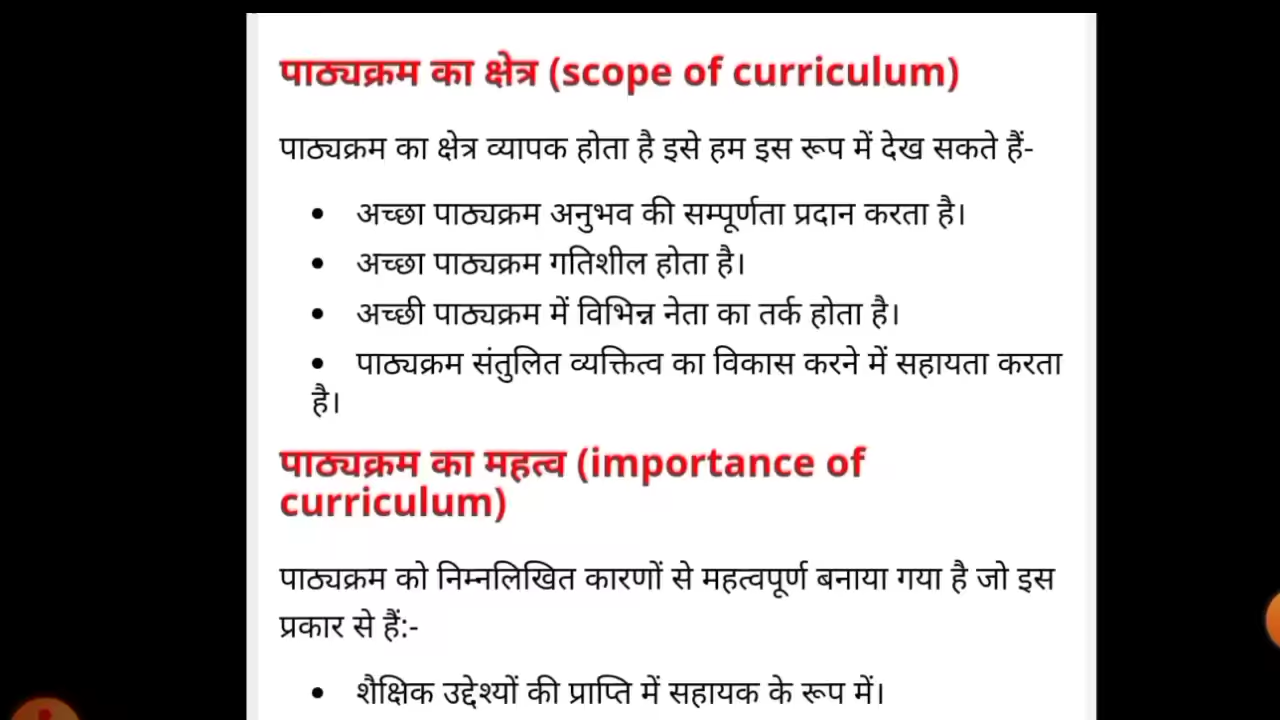 पाठ्यक्रम का क्षेत्र (scope of curriculum)
पाठ्यक्रम का क्षेत्र व्यापक होता है इसे हम इस रूप में देख सकते हैं-
• अच्छा पाठ्यक्रम अनुभव की सम्पूर्णता प्रदान करता है।
• अच्छा पाठ्यक्रम गतिशील होता है।
• अच्छी पाठ्यक्रम में विभिन्न नेता का तर्क होता है।
• पाठ्यक्रम संतुलित व्यक्तित्व का विकास करने में सहायता करता
है।
पाठ्यक्रम का महत्व (importance of
curriculum)
पाठ्यक्रम को निम्नलिखित कारणों से महत्वपूर्ण बनाया गया है जो इस
प्रकार से हैं:-
• शैक्षिक उद्देश्यों की प्राप्ति में सहायक के रूप में।